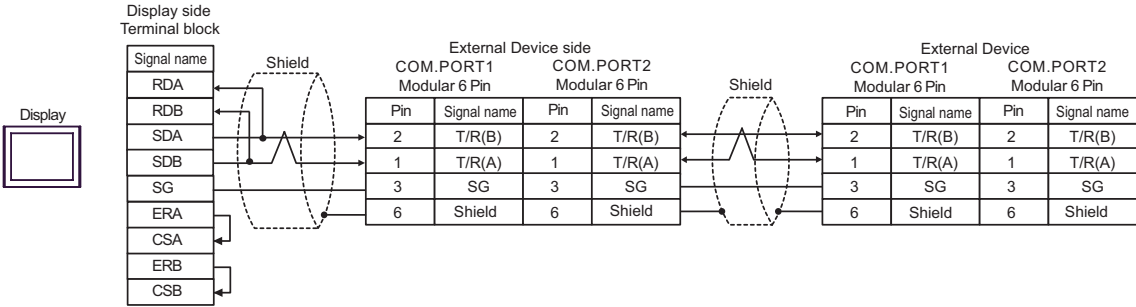 Display side
Terminal block
Signal name
RDA
RDB
SDA
SDB
SG
ERA
CSA
ERB
CSB
Display
Shield
External Device side
COM.PORT1 COM.PORT2
Modular 6 Pin Modular 6 Pin
Pin Signal name Pin Signal name
2 T/R(B) 2 T/R(B)
1 T/R(A) 1 T/R(A)
3 SG 3 SG
6 Shield 6 Shield
Shield
External Device
COM.PORT1 COM.PORT2
Modular 6 Pin Modular 6 Pin
Pin Signal name Pin Signal name
2 T/R(B) 2 T/R(B)
1 T/R(A) 1 T/R(A)
3 SG 3 SG
6 Shield 6 Shield